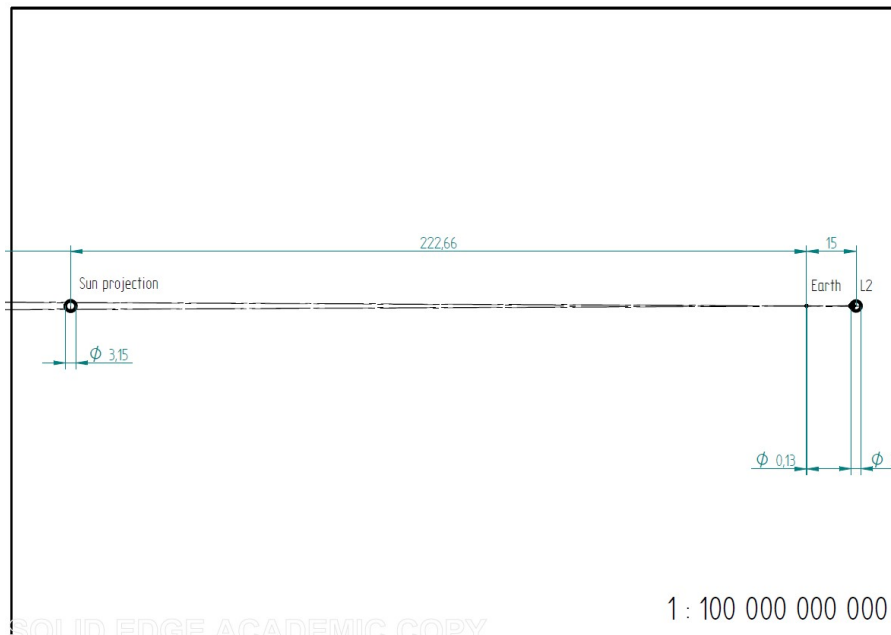 222,66
15
Sun projection
Earth
L2
ϕ 3,15
ϕ 0,13
ϕ
1 : 100 000 000 000
SOLID EDGE ACADEMIC COPY